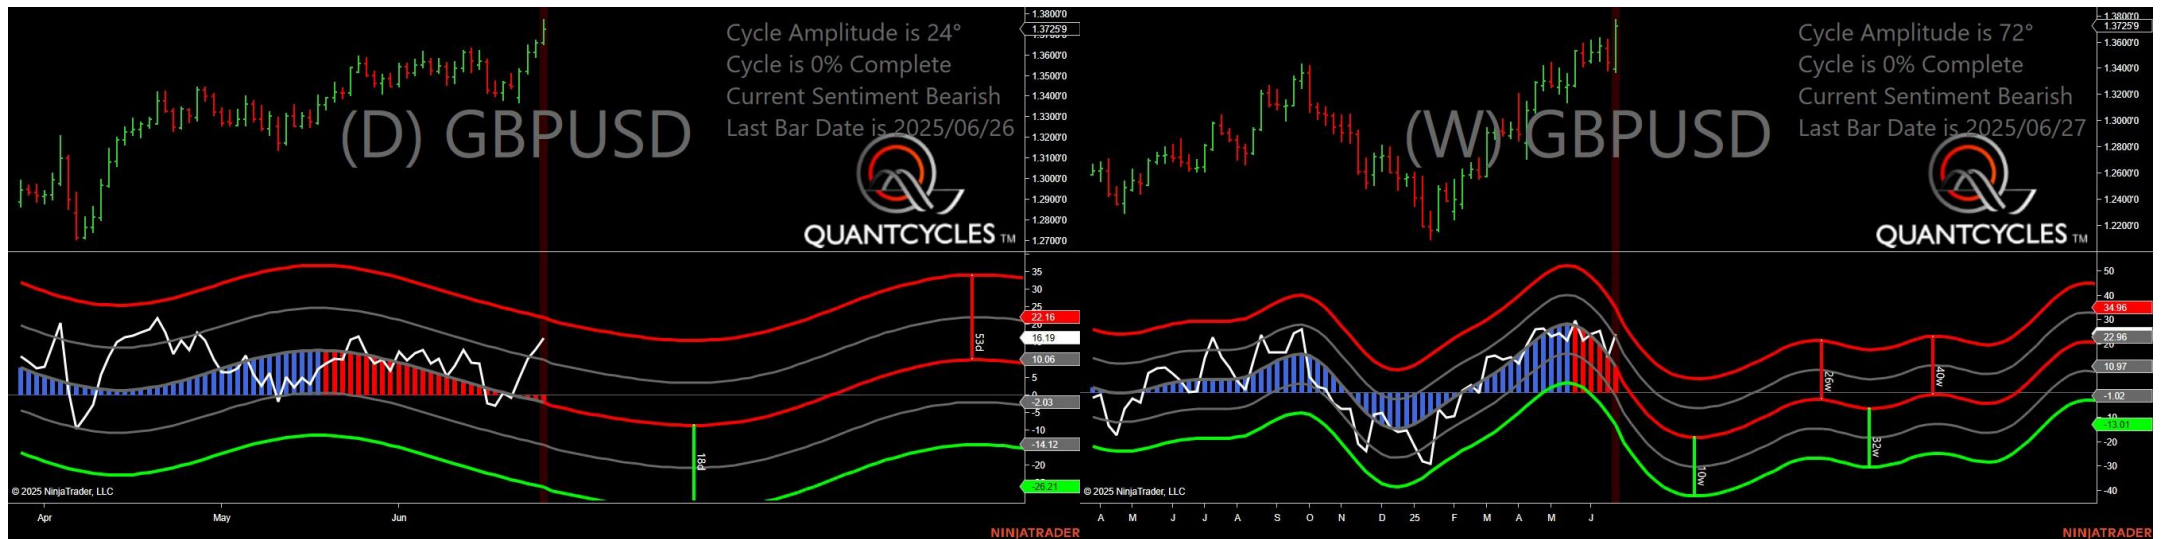 Cycle Amplitude is 24°
Cycle is 0% Complete
Current Sentiment Bearish
Last Bar Date is 2025/06/26
(D) GBPUSD
QUANTCYCLES TM
1.3800'0
1.3725'9
1.3600'0
1.3500'0
1.3400'0
1.3300'0
1.3200'0
1.3100'0
1.3000'0
1.2900'0
1.2800'0
1.2700'0
35
30
25
22.16
20
16.19
10.06
5
0
-2.03
-5
-10
-14.12
-20
-26.21
53d
18d
© 2025 NinjaTrader, LLC
Apr May Jun
NINJATRADER
Cycle Amplitude is 72°
Cycle is 0% Complete
Current Sentiment Bearish
Last Bar Date is 2025/06/27
(W) GBPUSD
QUANTCYCLES TM
1.3800'0
1.3725'9
1.3600'0
1.3400'0
1.3200'0
1.3000'0
1.2800'0
1.2600'0
1.2400'0
1.2200'0
50
40
34.96
30
22.96
20
10.97
-1.02
-10
-13.01
-20
-30
-40
26w
40w
32w
10w
© 2025 NinjaTrader, LLC
A M J J A S O N D 25 F M A M J
NINJATRADER